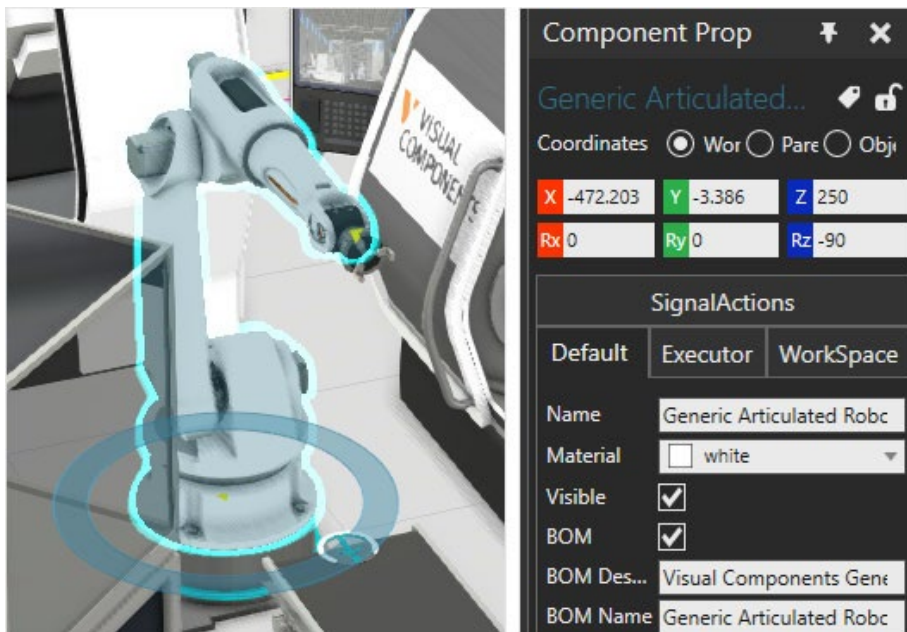 VISUAL
COMPONENTS
Component Prop
Generic Articulated...
Coordinates Wor Pare Obj
X -472.203 Y -3.386 Z 250
Rx 0 Ry 0 Rz -90
SignalActions
Default Executor WorkSpace
Name Generic Articulated Robc
Material white
Visible
BOM
BOM Des... Visual Components Gene
BOM Name Generic Articulated Robc